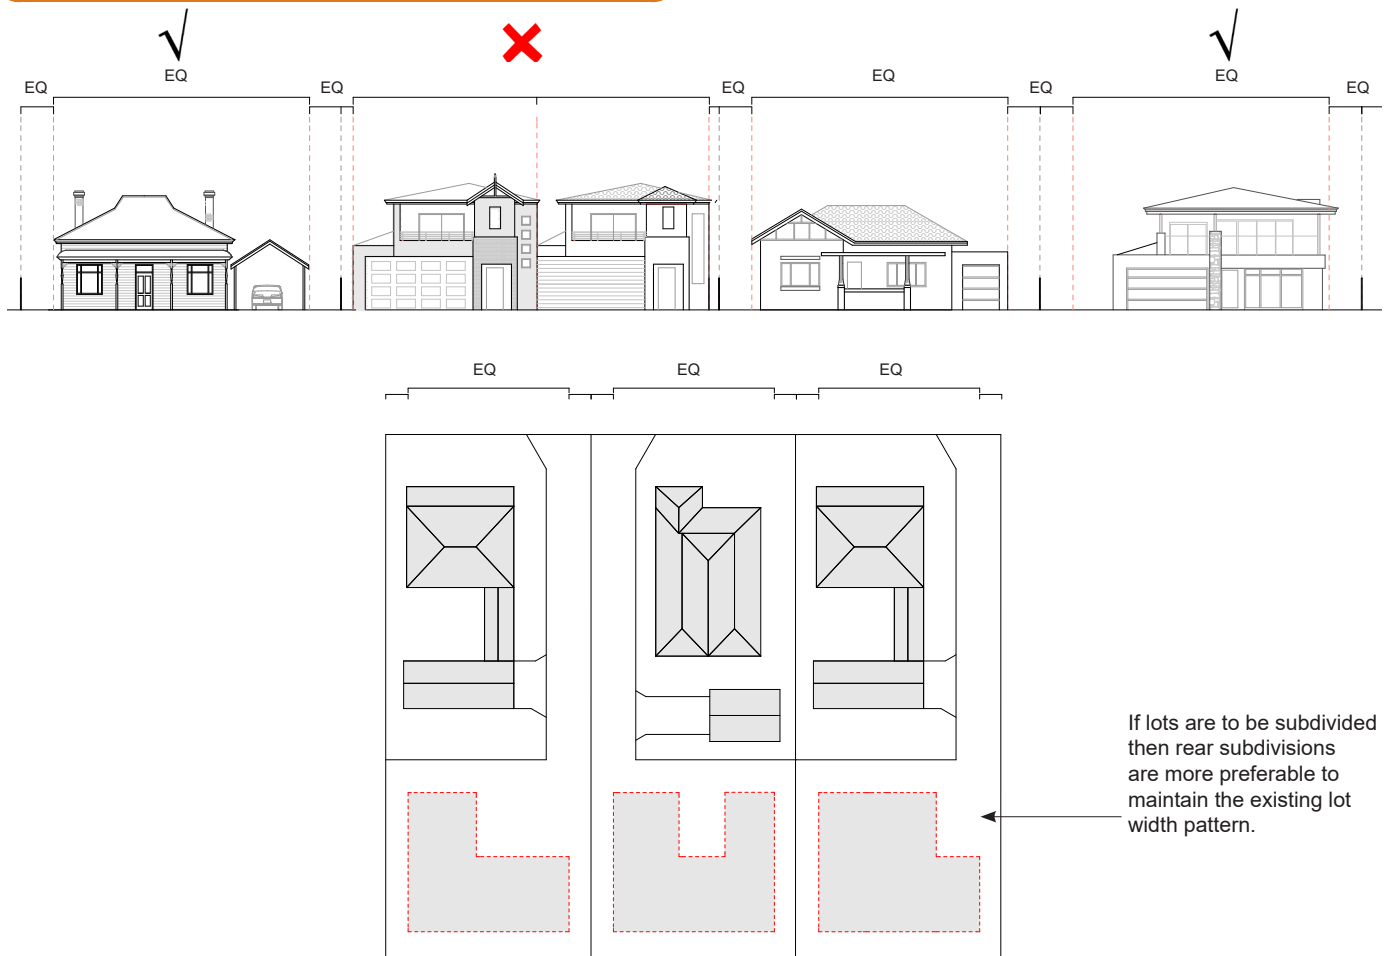 EQ
EQ
EQ
EQ
EQ
EQ
EQ
EQ
EQ
EQ
EQ
If lots are to be subdivided
then rear subdivisions
are more preferable to
maintain the existing lot
width pattern.